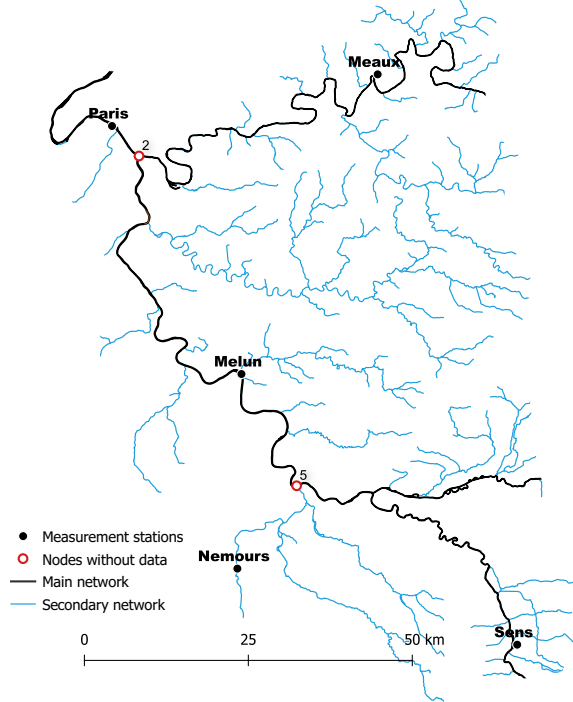 Meaux
Paris
2
Melun
5
Measurement stations
Nodes without data
Nemours
Main network
Secondary network
Sens
0 25 50 km